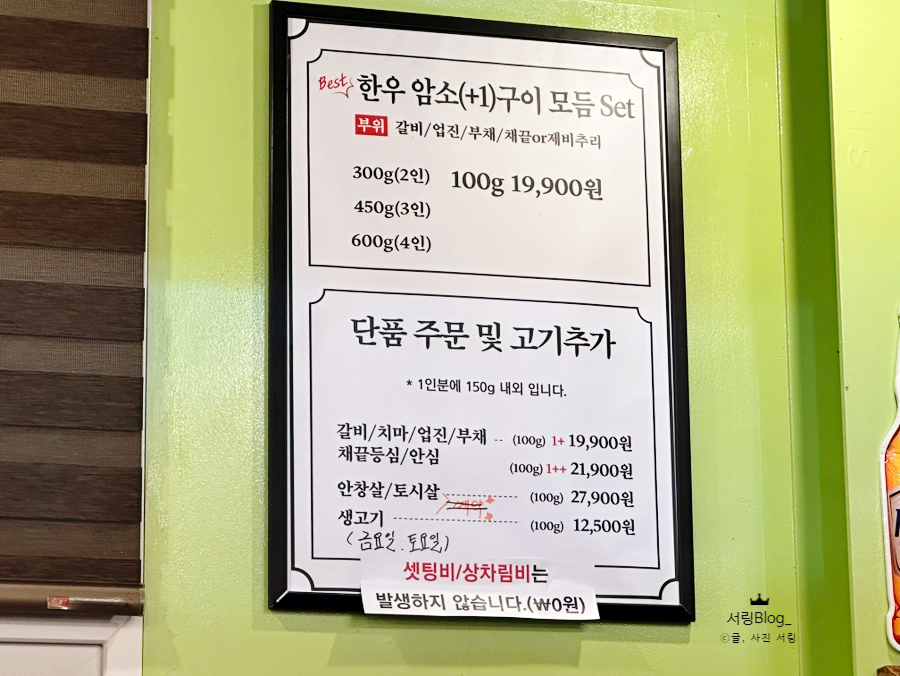 Best
한우 암소(+1)구이 모듬 Set
부위 갈비/업진/부채/채끝or제비추리
300g(2인) 100g 19,900원
450g(3인)
600g(4인)
단품 주문 및 고기추가
* 1인분에 150g 내외 입니다.
갈비/치마/업진/부채 -- (100g) 1+ 19,900원
채끝등심/안심
(100g) 1++ 21,900원
안창살/토시살 (100g) 27,900원
생고기 (100g) 12,500원
(금요일.토요일)
셋팅비/상차림비는
발생하지 않습니다.(₩0원)
서링Blog_
ⓒ글, 사진 서링